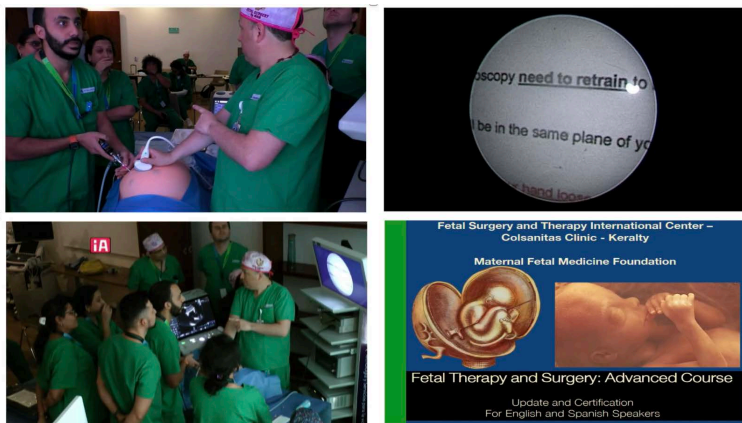 oscopy need to retrain to
be in the same plane of yo
hand loose
iA
Fetal Surgery and Therapy International Center –
Colsanitas Clinic - Keralty
Maternal Fetal Medicine Foundation
Fetal Therapy and Surgery: Advanced Course
Update and Certification
For English and Spanish Speakers